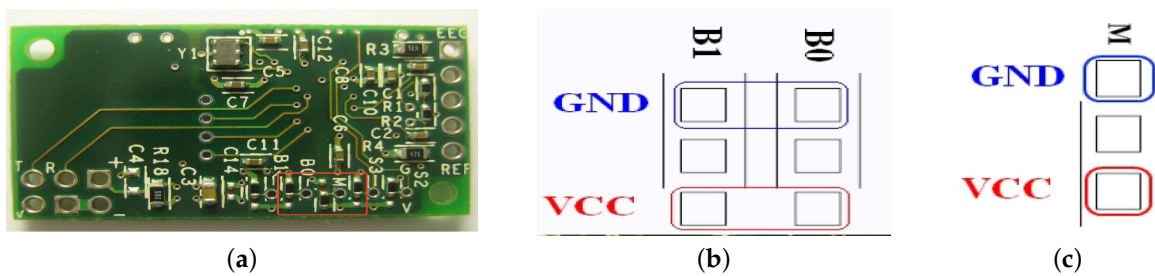 EEG
R3
Y1
C12
C5
C8
C7
C10
C1
R1
R2
C2
C6
R4
C11
REF
T
R
+
C4
R18
C3
C14
B1
B0
M
S3
G
S2
V
V
-
(a)
B1
B0
GND
VCC
(b)
M
GND
VCC
(c)